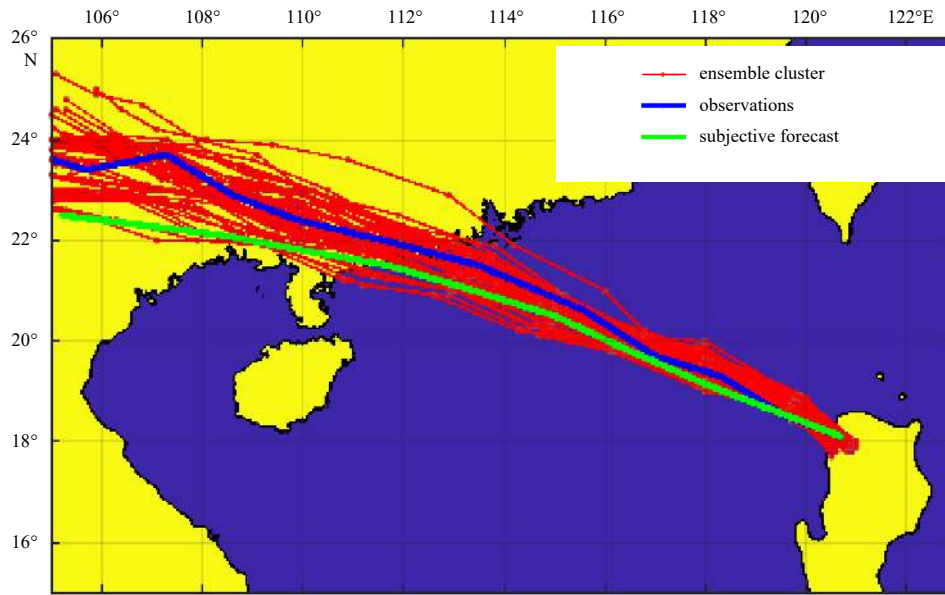 106° 108° 110° 112° 114° 116° 118° 120° 122°E
26°
N
ensemble cluster
observations
24°
subjective forecast
22°
20°
18°
16°